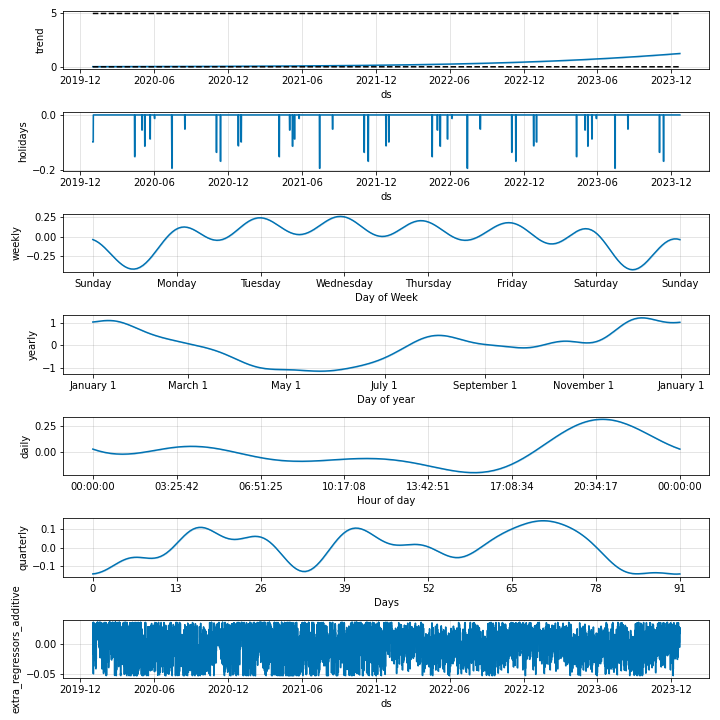 trend
5
0
2019-12 2020-06 2020-12 2021-06 2021-12 2022-06 2022-12 2023-06 2023-12
ds
holidays
0.0
−0.2
2019-12 2020-06 2020-12 2021-06 2021-12 2022-06 2022-12 2023-06 2023-12
ds
weekly
0.25
0.00
−0.25
Sunday Monday Tuesday Wednesday Thursday Friday Saturday Sunday
Day of Week
yearly
1
0
−1
January 1 March 1 May 1 July 1 September 1 November 1 January 1
Day of year
daily
0.25
0.00
00:00:00 03:25:42 06:51:25 10:17:08 13:42:51 17:08:34 20:34:17 00:00:00
Hour of day
quarterly
0.1
0.0
−0.1
0 13 26 39 52 65 78 91
Days
extra_regressors_additive
0.00
−0.05
2019-12 2020-06 2020-12 2021-06 2021-12 2022-06 2022-12 2023-06 2023-12
ds